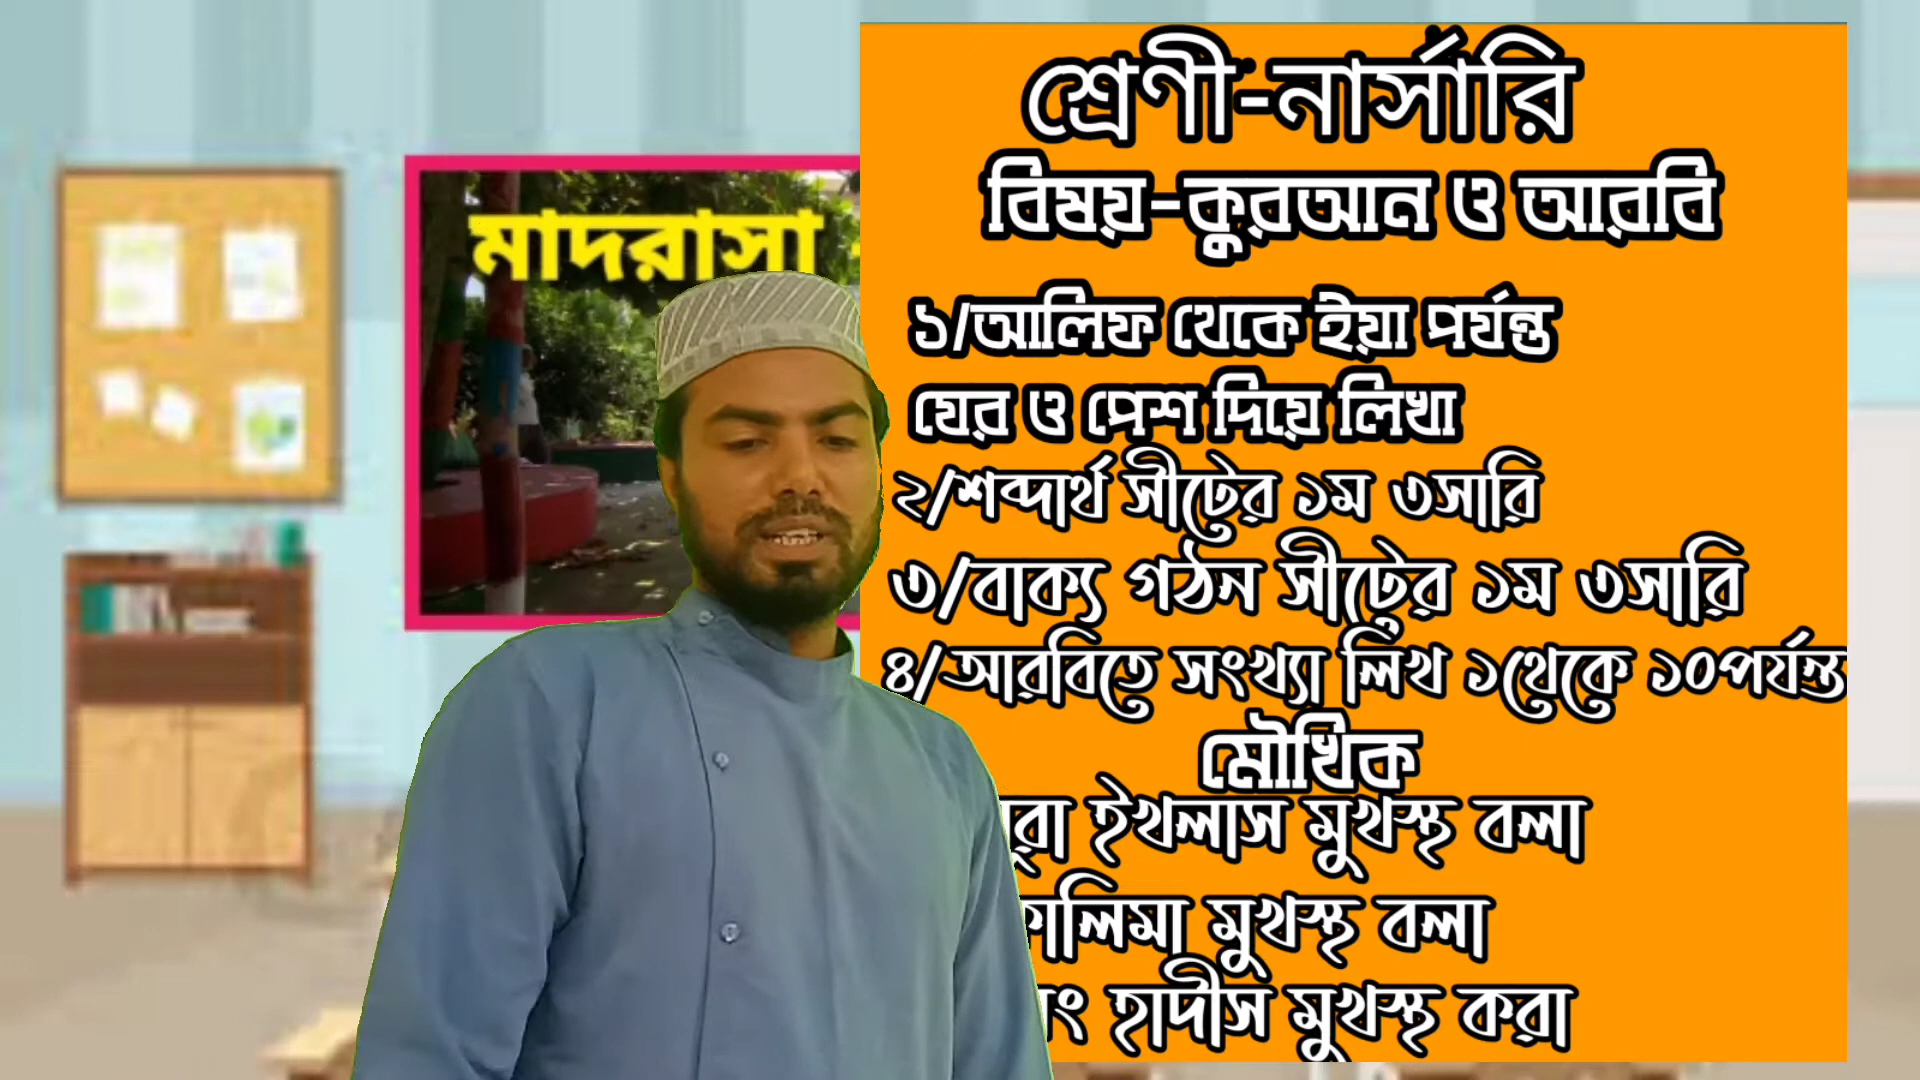 মাদরাসা
শ্রেণী-নার্সারি
বিষয়-কুরআন ও আরবি
১/আলিফ থেকে ইয়া পর্যন্ত
যের ও পেশ দিয়ে লিখা
২/শব্দার্থ সীটের ১ম ৩সারি
৩/বাক্য গঠন সীটের ১ম ৩সারি
৪/আরবিতে সংখ্যা লিখ ১থেকে ১০পর্যন্ত
মৌখিক
ইখলাস মুখস্থ বলা
মুখস্থ বলা
হাদীস মুখস্থ করা